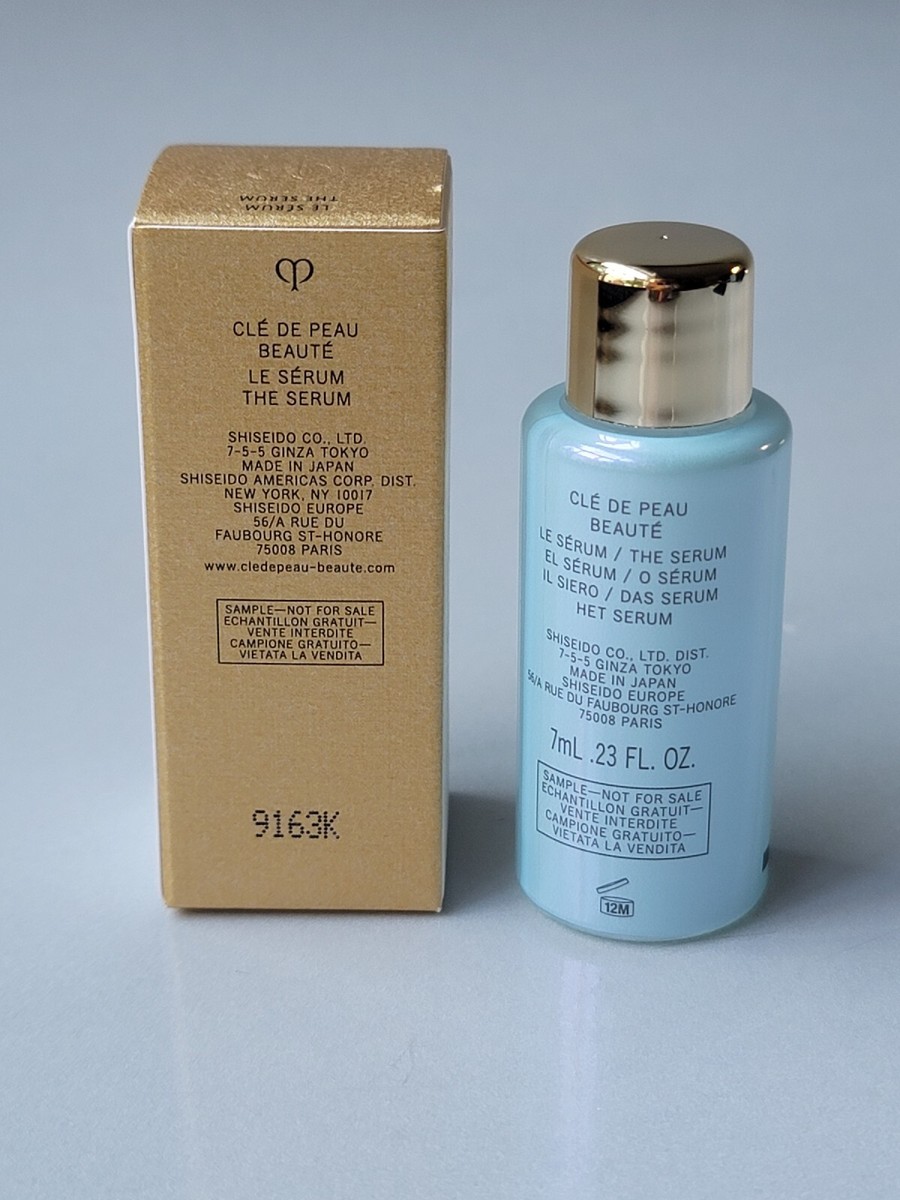 LE SÉRUM
THE SERUM
CLÉ DE PEAU
BEAUTÉ
LE SÉRUM
THE SERUM
SHISEIDO CO., LTD.
7-5-5 GINZA TOKYO
MADE IN JAPAN
SHISEIDO AMERICAS CORP. DIST.
NEW YORK, NY 10017
SHISEIDO EUROPE
56/A RUE DU
FAUBOURG ST-HONORE
75008 PARIS
www.cledepeau-beaute.com
SAMPLE—NOT FOR SALE
ECHANTILLON GRATUIT—
VENTE INTERDITE
CAMPIONE GRATUITO—
VIETATA LA VENDITA
9163K
CLÉ DE PEAU
BEAUTÉ
LE SÉRUM / THE SERUM
EL SÉRUM / O SÉRUM
IL SIERO / DAS SERUM
HET SERUM
SHISEIDO CO., LTD. DIST.
7-5-5 GINZA TOKYO
MADE IN JAPAN
SHISEIDO EUROPE
56/A RUE DU FAUBOURG ST-HONORE
75008 PARIS
7mL .23 FL. OZ.
SAMPLE—NOT FOR SALE
ECHANTILLON GRATUIT—
VENTE INTERDITE
CAMPIONE GRATUITO—
VIETATA LA VENDITA
12M